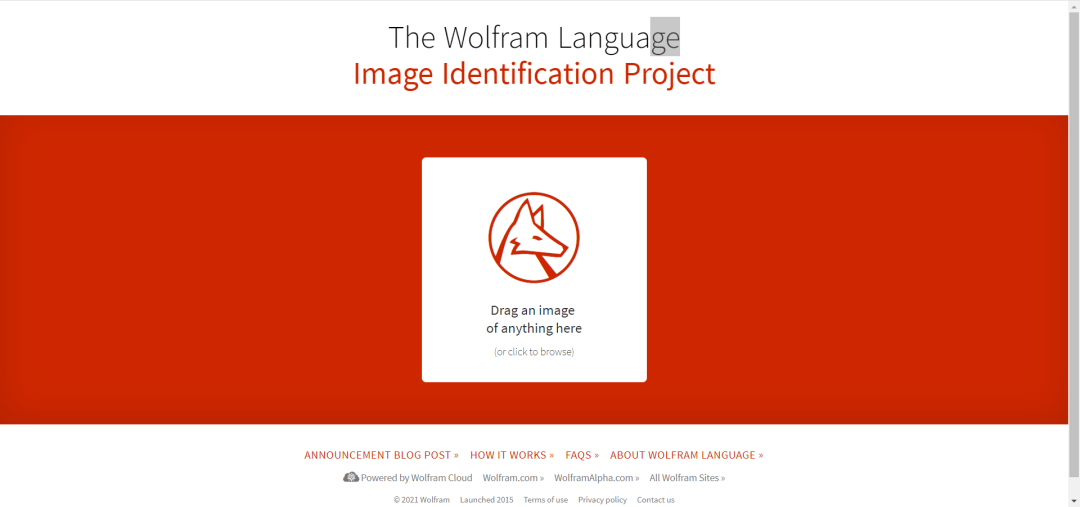 The Wolfram Language
Image Identification Project
Drag an image
of anything here
(or click to browse)
ANNOUNCEMENT BLOG POST » HOW IT WORKS » FAQS » ABOUT WOLFRAM LANGUAGE »
Powered by Wolfram Cloud Wolfram.com » WolframAlpha.com » All Wolfram Sites »
© 2021 Wolfram Launched 2015 Terms of use Privacy policy Contact us